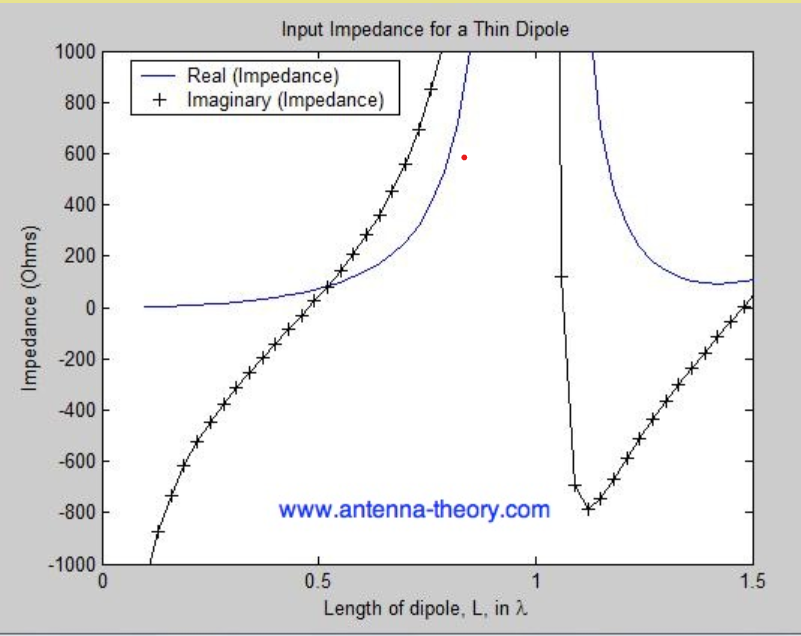 Input Impedance for a Thin Dipole
1000
800
600
400
200
0
-200
-400
-600
-800
-1000
Real (Impedance)
Imaginary (Impedance)
Impedance (Ohms)
www.antenna-theory.com
0
0.5
1
1.5
Length of dipole, L, in λ